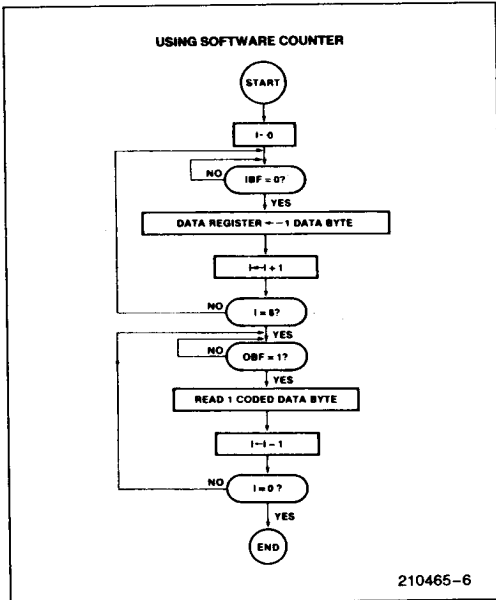 USING SOFTWARE COUNTER
START
I←0
IBF = 0?
NO
YES
DATA REGISTER ←−1 DATA BYTE
I←I + 1
NO
I = 8?
YES
NO
OBF = 1?
YES
READ 1 CODED DATA BYTE
I←I − 1
NO
I = 0 ?
YES
END
210465–6